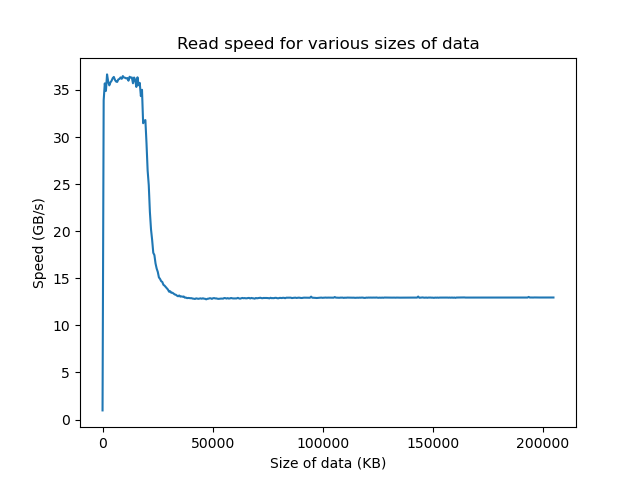 Read speed for various sizes of data
35
30
25
20
15
10
5
0
Speed (GB/s)
0 50000 100000 150000 200000
Size of data (KB)